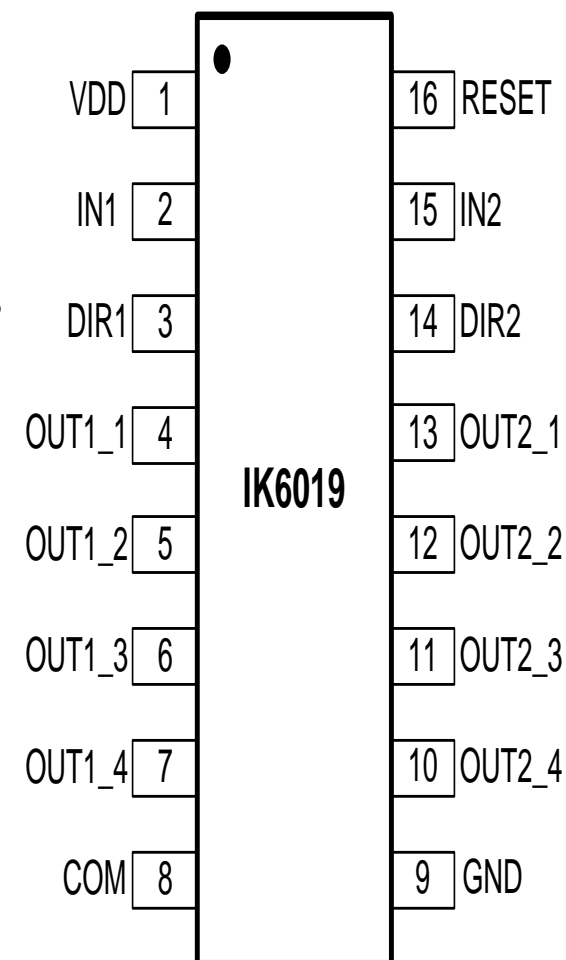 VDD 1 16 RESET
IN1 2 15 IN2
DIR1 3 14 DIR2
OUT1_1 4 13 OUT2_1
IK6019
OUT1_2 5 12 OUT2_2
OUT1_3 6 11 OUT2_3
OUT1_4 7 10 OUT2_4
COM 8 9 GND